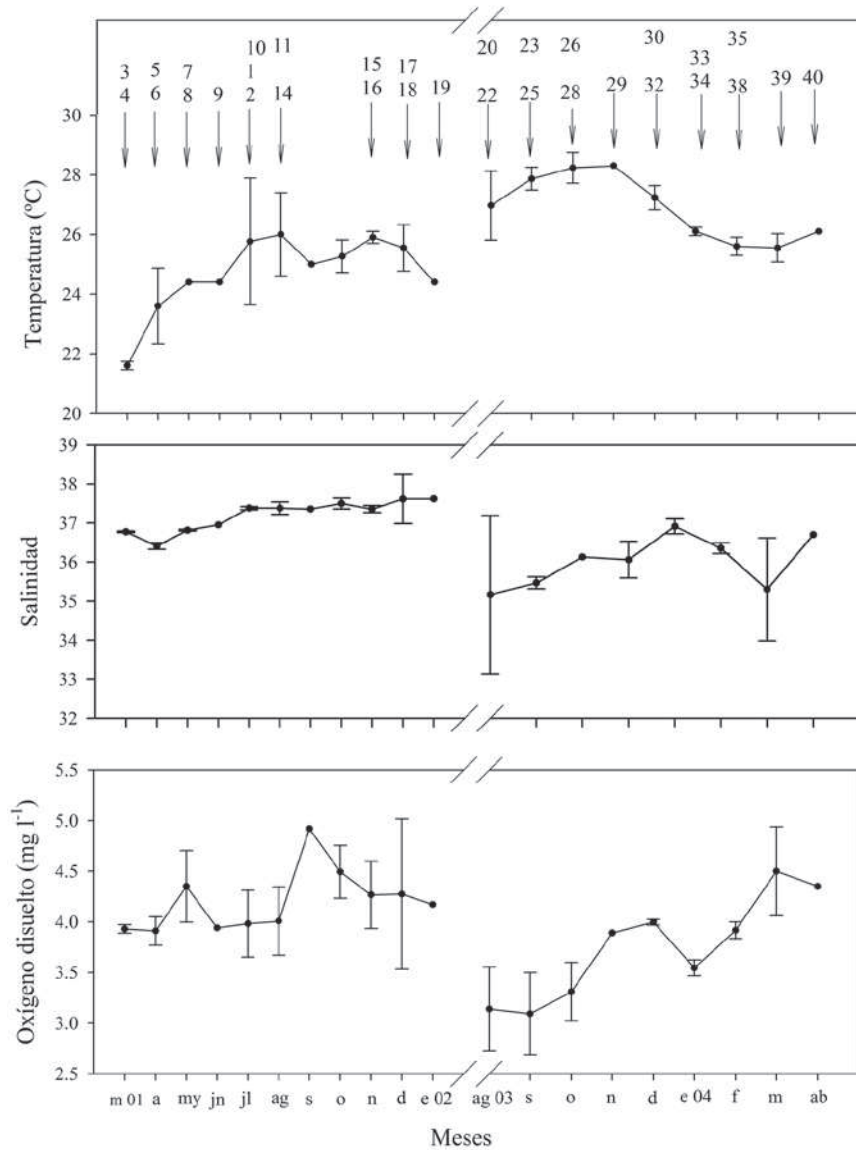 10 11 20 23 26 30 35
3 5 7 1 15 17 33
4 6 8 9 2 14 16 18 19 22 25 28 29 32 34 38 39 40
30
28
26
24
22
20
Temperatura (ºC)
39
38
37
36
35
34
33
32
Salinidad
5.5
5.0
4.5
4.0
3.5
3.0
2.5
Oxígeno disuelto (mg l-1)
m 01 a my jn jl ag s o n d e 02 ag 03 s o n d e 04 f m ab
Meses